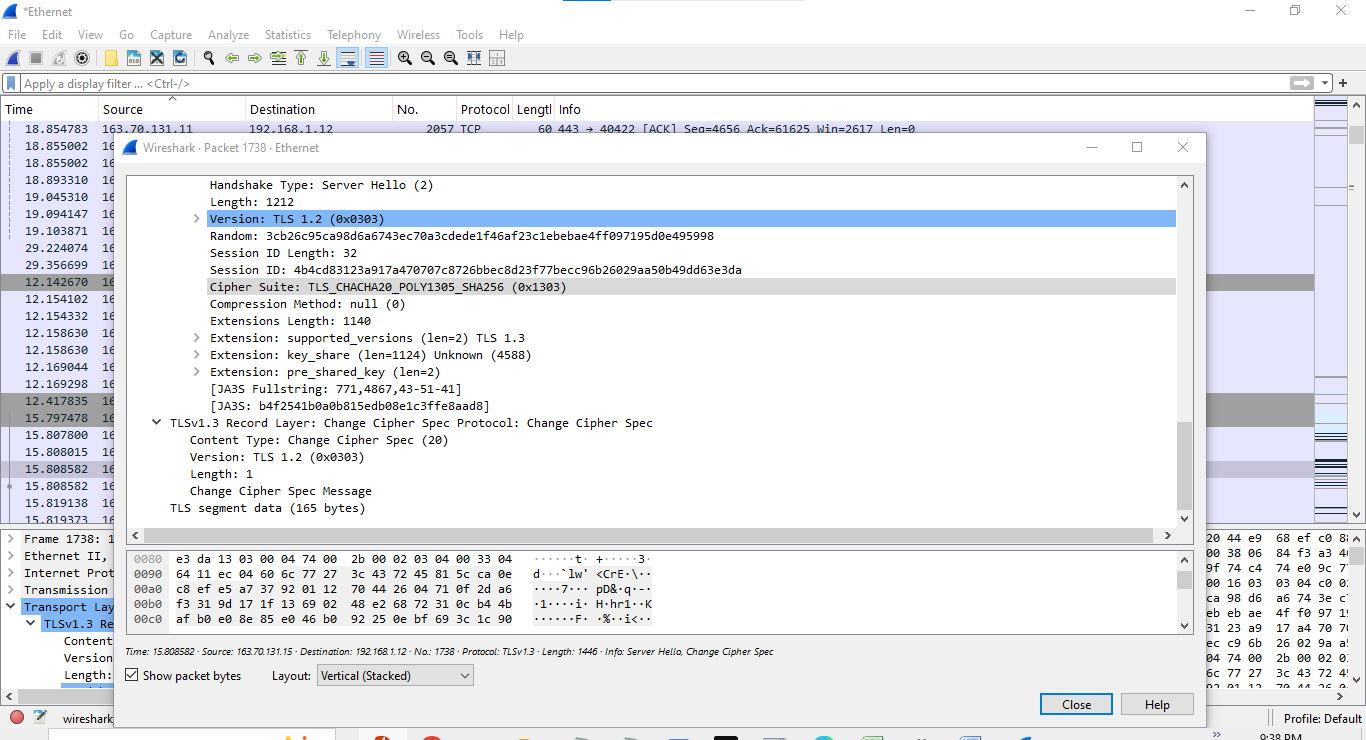 *Ethernet
File Edit View Go Capture Analyze Statistics Telephony Wireless Tools Help
Apply a display filter ... <Ctrl-/>
Time Source Destination No. Protocol Lengtl Info
18.854783 163.70.131.11 192.168.1.12 2057 TCP 60 443 → 40422 [ACK] Seq=4656 Ack=61625 Win=2617 Len=0
18.855002 16
18.855002 16
18.893310 16
19.045310 16
19.094147 16
19.103871 16
29.224074 16
29.356699 16
12.142670 16
12.154102 16
12.154332 16
12.158630 16
12.158630 16
12.169044 16
12.169298 16
12.417835 16
15.797478 16
15.807800 16
15.808015 16
15.808582 16
15.808582 16
15.819138 16
15.819373 16
Wireshark · Packet 1738 · Ethernet
Handshake Type: Server Hello (2)
Length: 1212
Version: TLS 1.2 (0x0303)
Random: 3cb26c95ca98d6a6743ec70a3cdede1f46af23c1ebebae4ff097195d0e495998
Session ID Length: 32
Session ID: 4b4cd83123a917a470707c8726bbec8d23f77becc96b26029aa50b49dd63e3da
Cipher Suite: TLS_CHACHA20_POLY1305_SHA256 (0x1303)
Compression Method: null (0)
Extensions Length: 1140
Extension: supported_versions (len=2) TLS 1.3
Extension: key_share (len=1124) Unknown (4588)
Extension: pre_shared_key (len=2)
[JA3S Fullstring: 771,4867,43-51-41]
[JA3S: b4f2541b0a0b815edb08e1c3ffe8aad8]
TLSv1.3 Record Layer: Change Cipher Spec Protocol: Change Cipher Spec
Content Type: Change Cipher Spec (20)
Version: TLS 1.2 (0x0303)
Length: 1
Change Cipher Spec Message
TLS segment data (165 bytes)
0080 e3 da 13 03 00 04 74 00 2b 00 02 03 04 00 33 04 ······t· +·····3·
0090 64 11 ec 04 60 6c 77 27 3c 43 72 45 81 5c ca 0e d···`lw' <CrE·\··
00a0 c8 ef e5 a7 37 92 01 12 70 44 26 04 71 0f 2d a6 ····7··· pD&·q·-·
00b0 f3 31 9d 17 1f 13 69 02 48 e2 68 72 31 0c b4 4b ·1····i· H·hr1··K
00c0 af b0 e0 8e 85 e0 46 b0 92 25 0e bf 69 3c 1c 90 ······F· ·%··i<··
Time: 15.808582 · Source: 163.70.131.15 · Destination: 192.168.1.12 · No.: 1738 · Protocol: TLSv1.3 · Length: 1446 · Info: Server Hello, Change Cipher Spec
Show packet bytes Layout: Vertical (Stacked)
Close Help
Frame 1738: 1
Ethernet II,
Internet Prot
Transmission
Transport Lay
TLSv1.3 Re
Content
Version
Length:
20 44 e9 68 ef c0 88
00 38 06 84 f3 a3 46
9f 74 c4 74 e0 9c 77
00 16 03 03 04 c0 02
ca 98 d6 a6 74 3e c7
eb eb ae 4f f0 97 19
31 23 a9 17 a4 70 70
ec c9 6b 26 02 9a a5
04 74 00 2b 00 02 03
6c 77 27 3c 43 72 45
wireshark
Profile: Default
9:38 PM